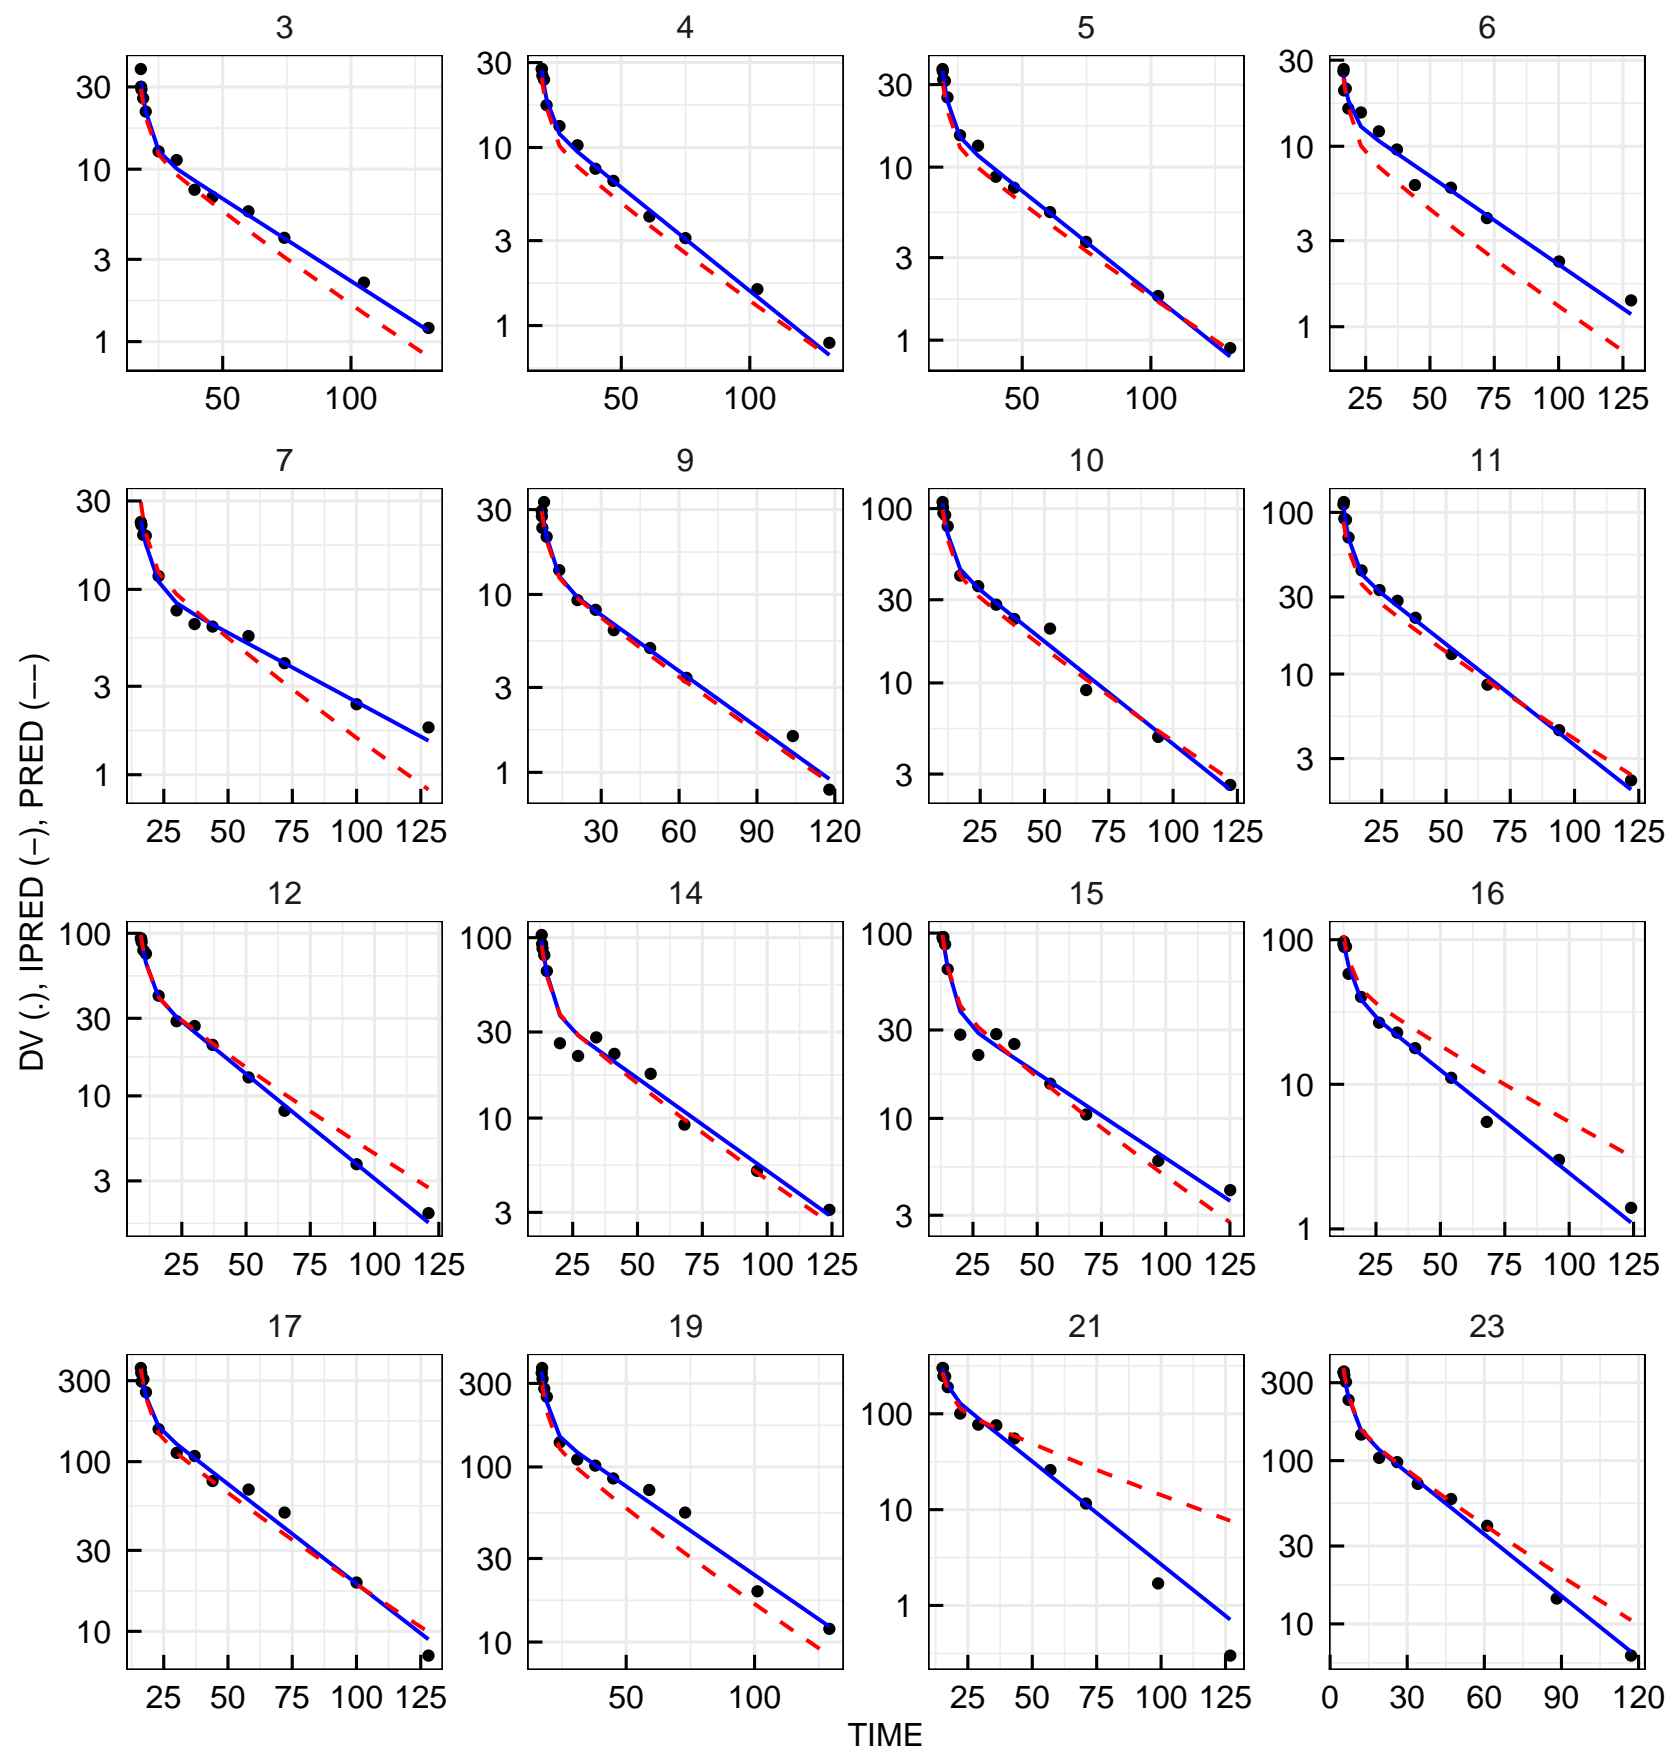 3 4 5 6
30 30 30 30
10 10 10 10
3 3 3 3
1 1 1 1
50 100 50 100 50 100 25 50 75 100 125
7 9 10 11
30 30 100 100
10 10 30 30
3 3 10 10
1 1 3 3
25 50 75 100 125 30 60 90 120 25 50 75 100 125 25 50 75 100 125
DV (.), IPRED (−), PRED (−−)
12 14 15 16
100 100 100 100
30 30 30
10 10 10 10
3 3 3 1
25 50 75 100 125 25 50 75 100 125 25 50 75 100 125 25 50 75 100 125
17 19 21 23
300 300 100 300
100 100 10 100
30 30 1 30
10 10 10
25 50 75 100 125 50 100 25 50 75 100 125 0 30 60 90 120
TIME